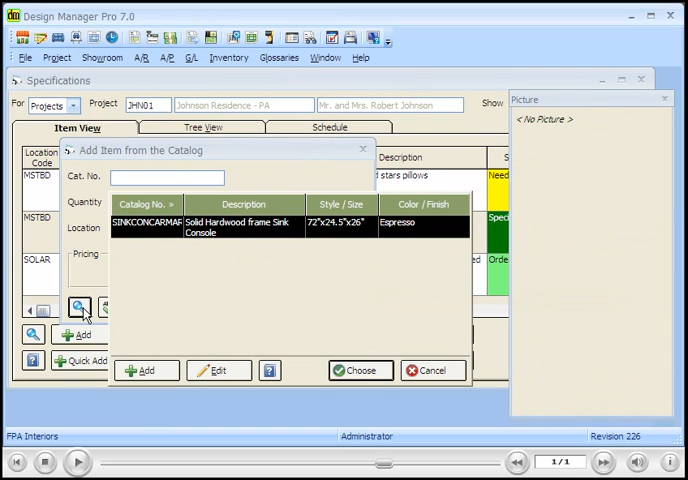 dm Design Manager Pro 7.0
File Project Showroom A/R A/P G/L Inventory Glossaries Window Help
Specifications
For Projects Project JHN01 Johnson Residence - PA Mr. and Mrs. Robert Johnson Show
Item View Tree View Schedule
Location Code
Description
MSTBD
d stars pillows
Need
MSTBD
Speci
SOLAR
ed
Orde
Add Item from the Catalog
Cat. No.
Quantity
Location
Pricing
Catalog No. » Description Style / Size Color / Finish
SINKCONCARMAR Solid Hardwood frame Sink Console 72"x24.5"x26" Espresso
Add Edit Choose Cancel
Add
Quick Add
Picture
< No Picture >
FPA Interiors Administrator Revision 226
1/1